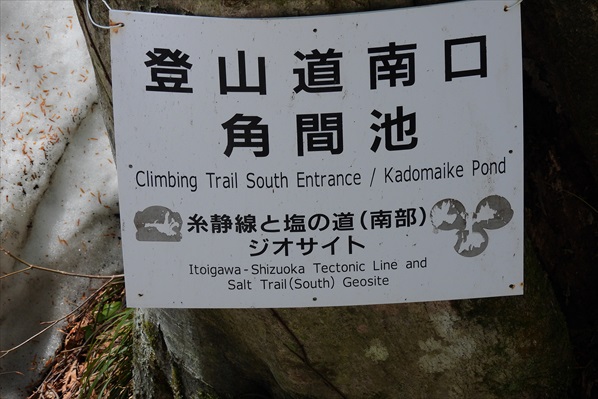 登山道南口
角間池
Climbing Trail South Entrance / Kadomaike Pond
糸静線と塩の道(南部)
ジオサイト
Itoigawa-Shizuoka Tectonic Line and
Salt Trail(South) Geosite